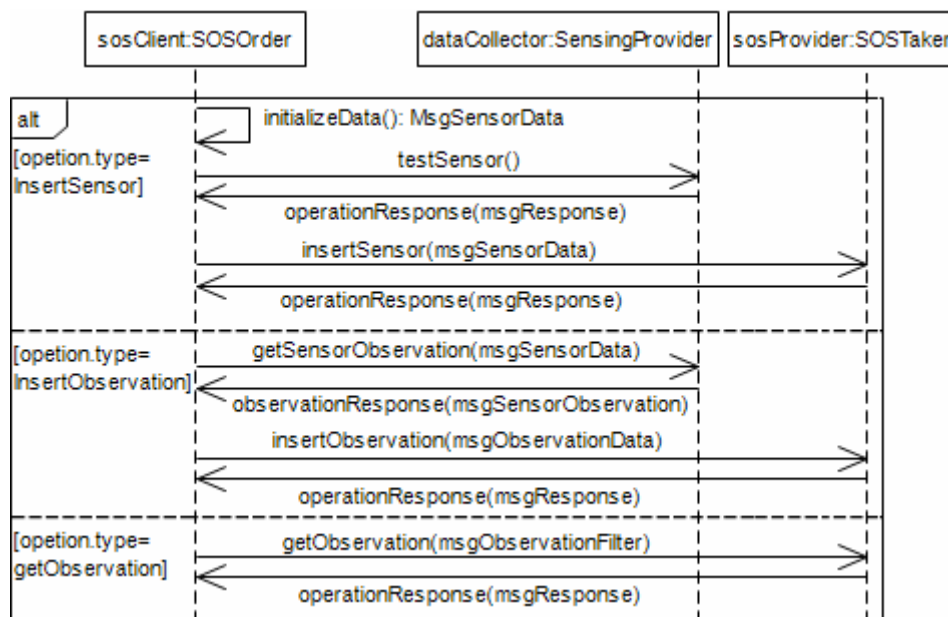 sosClient:SOSOrder
dataCollector:SensingProvider
sosProvider:SOSTaker
alt
initializeData(): MsgSensorData
[opetion.type=
InsertSensor]
testSensor()
operationResponse(msgResponse)
insertSensor(msgSensorData)
operationResponse(msgResponse)
[opetion.type=
InsertObservation]
getSensorObservation(msgSensorData)
observationResponse(msgSensorObservation)
insertObservation(msgObservationData)
operationResponse(msgResponse)
[opetion.type=
getObservation]
getObservation(msgObservationFilter)
operationResponse(msgResponse)